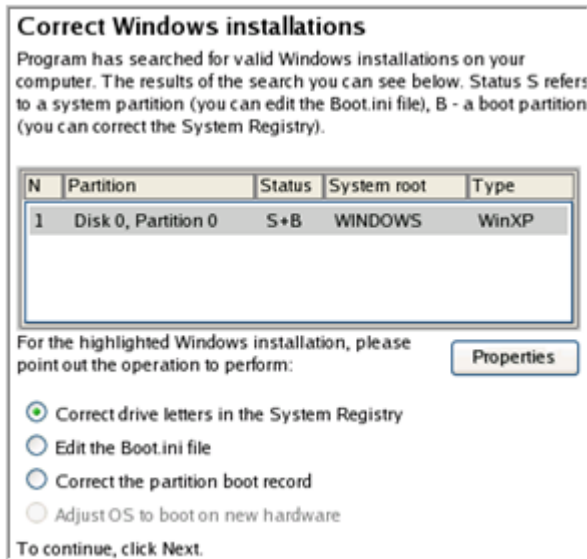 Correct Windows installations
Program has searched for valid Windows installations on your
computer. The results of the search you can see below. Status S refers
to a system partition (you can edit the Boot.ini file), B - a boot partition
(you can correct the System Registry).
N Partition Status System root Type
1 Disk 0, Partition 0 S+B WINDOWS WinXP
For the highlighted Windows installation, please
point out the operation to perform:
Properties
Correct drive letters in the System Registry
Edit the Boot.ini file
Correct the partition boot record
Adjust OS to boot on new hardware
To continue, click Next.